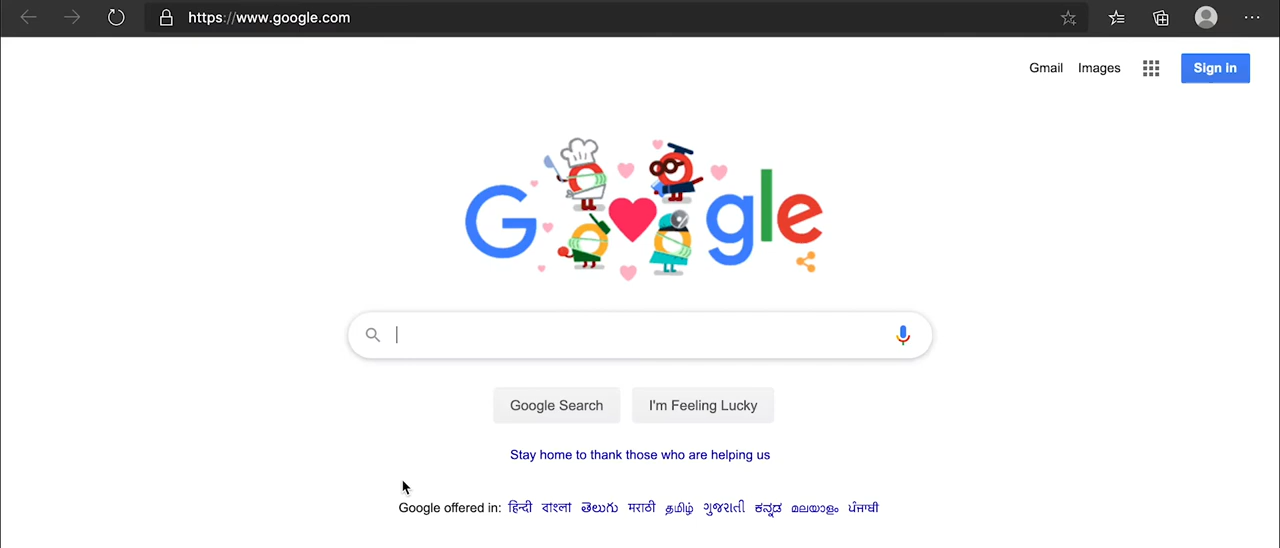 https://www.google.com
Gmail Images Sign in
Google
Google Search I'm Feeling Lucky
Stay home to thank those who are helping us
Google offered in: हिन्दी বাংলা తెలుగు मराठी தமிழ் ગુજરાતી ಕನ್ನಡ മലയാളം ਪੰਜਾਬੀ